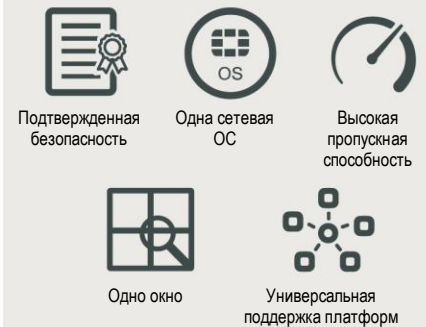 OS
Подтвержденная
безопасность
Одна сетевая
ОС
Высокая
пропускная
способность
Одно окно
Универсальная
поддержка платформ